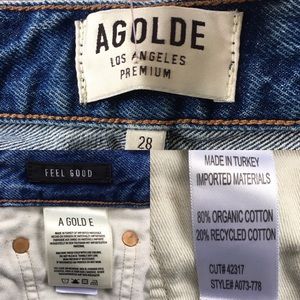 AGOLDE
LOS ANGELES
PREMIUM
28
FEEL GOOD
A GOLD E
MADE IN TURKEY
IMPORTED MATERIALS
80% ORGANIC COTTON
20% RECYCLED COTTON
CUT# 42317
STYLE# A073-778